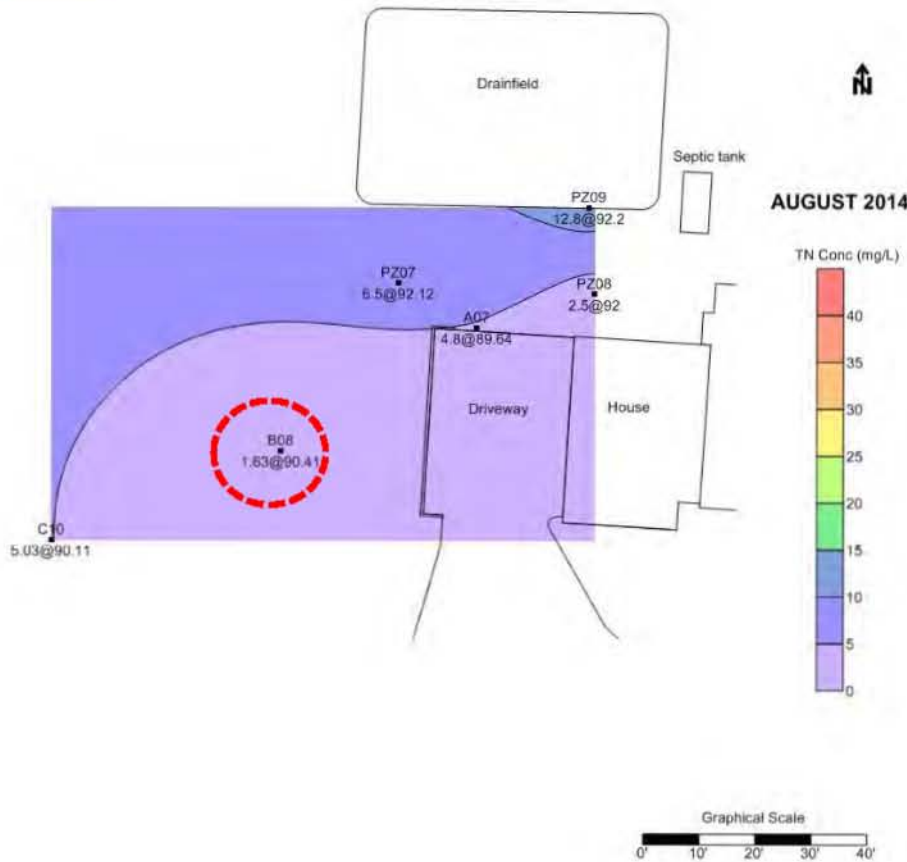 Drainfield
N
Septic tank
PZ09
12.8@92.2
AUGUST 2014
TN Conc (mg/L)
PZ07
6.5@92.12
PZ08
2.5@92
A07
4.8@89.64
40
35
30
25
20
15
10
5
0
Driveway
House
B08
1.63@90.41
C10
5.03@90.11
Graphical Scale
0' 10' 20' 30' 40'